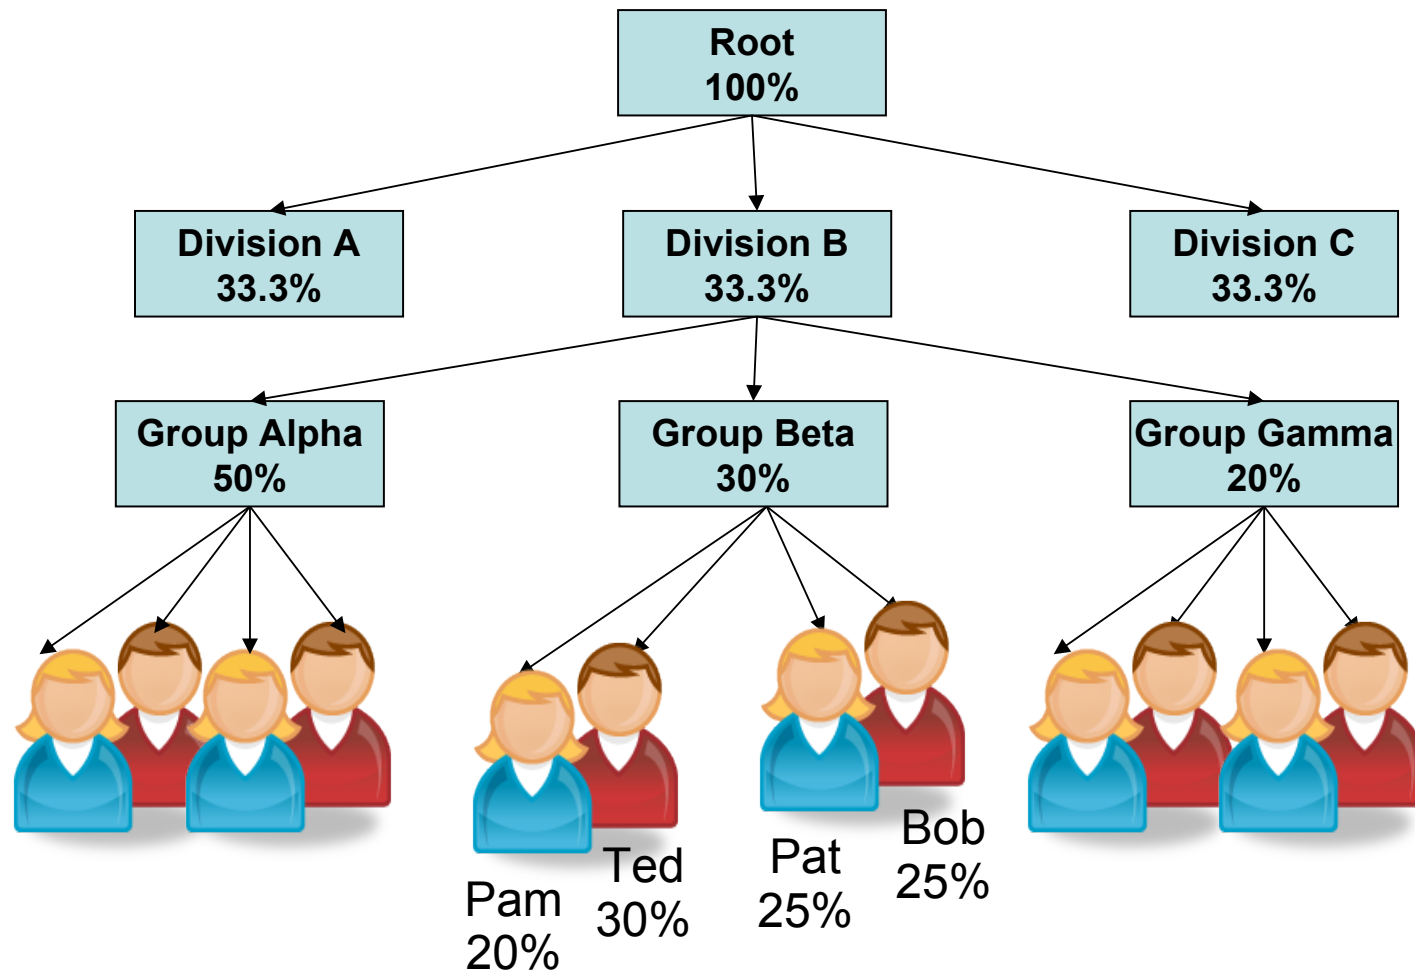 Root
100%
Division A
33.3%
Division B
33.3%
Division C
33.3%
Group Alpha
50%
Group Beta
30%
Group Gamma
20%
Pam
20%
Ted
30%
Pat
25%
Bob
25%